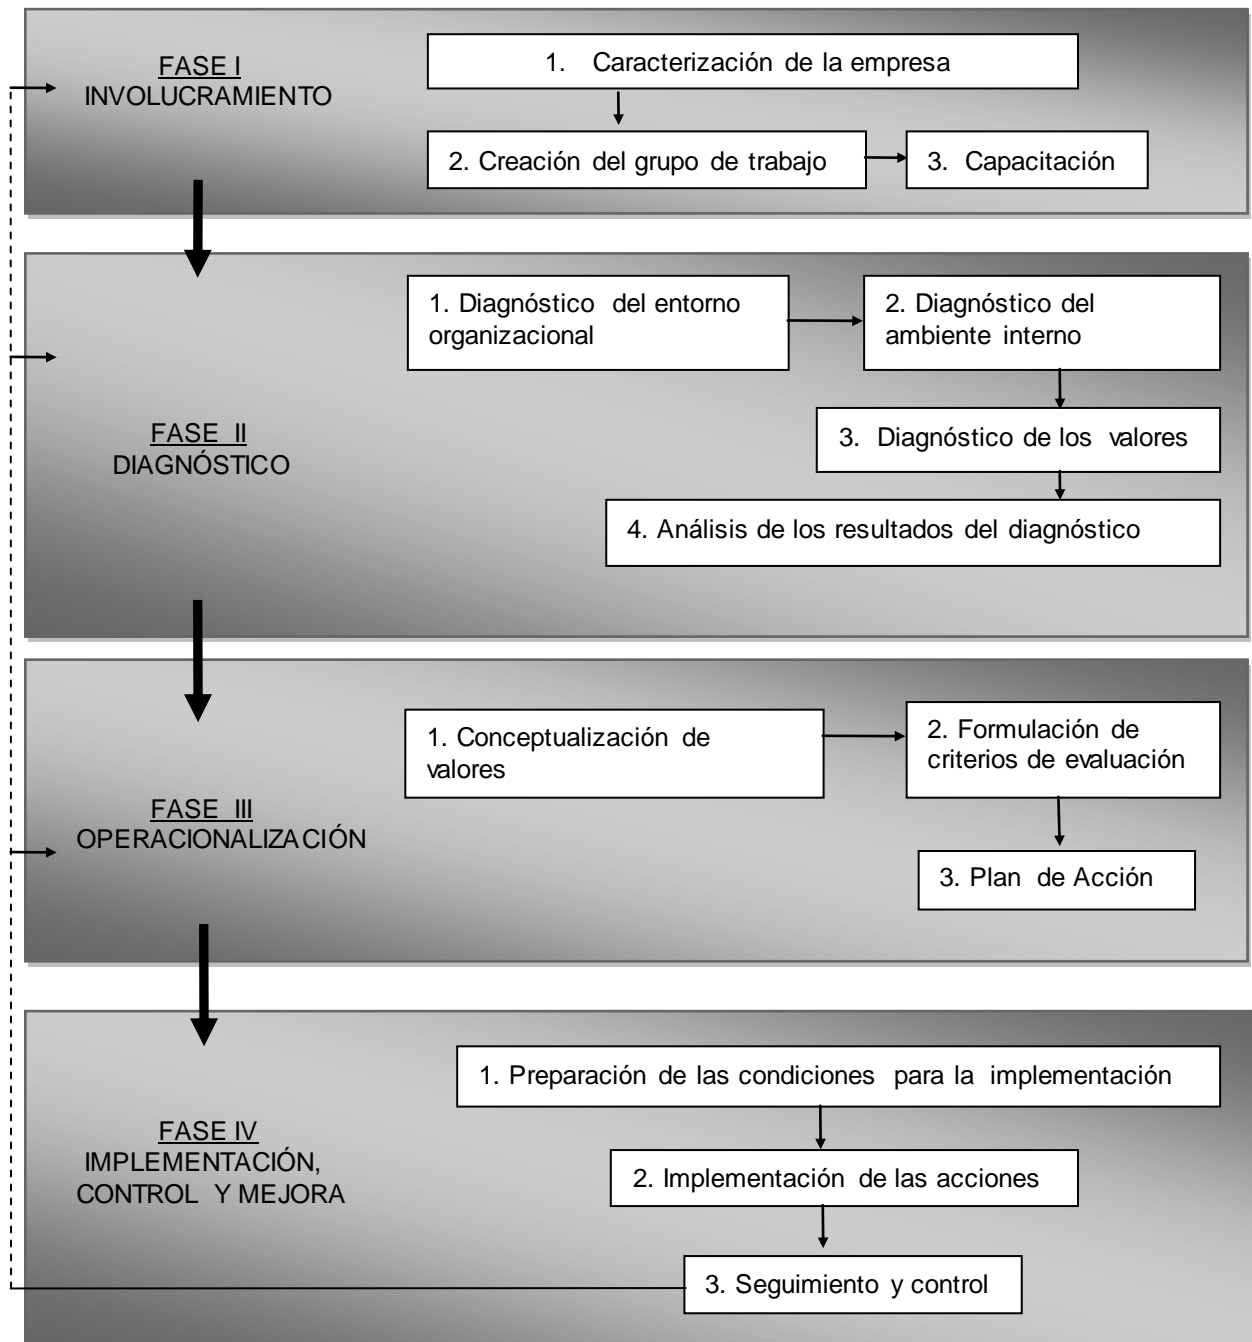 FASE I
INVOLUCRAMIENTO
1. Caracterización de la empresa
2. Creación del grupo de trabajo
3. Capacitación
FASE II
DIAGNÓSTICO
1. Diagnóstico del entorno
organizacional
2. Diagnóstico del
ambiente interno
3. Diagnóstico de los valores
4. Análisis de los resultados del diagnóstico
FASE III
OPERACIONALIZACIÓN
1. Conceptualización de
valores
2. Formulación de
criterios de evaluación
3. Plan de Acción
FASE IV
IMPLEMENTACIÓN,
CONTROL Y MEJORA
1. Preparación de las condiciones para la implementación
2. Implementación de las acciones
3. Seguimiento y control